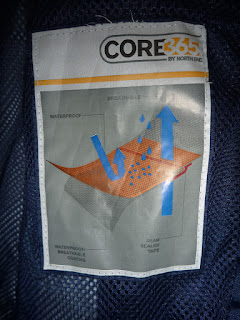 CORE365
BY NORTH END
BREATHABLE
WATERPROOF
WATERPROOF-
BREATHABLE
COATING
SEAM
SEALED
TAPE